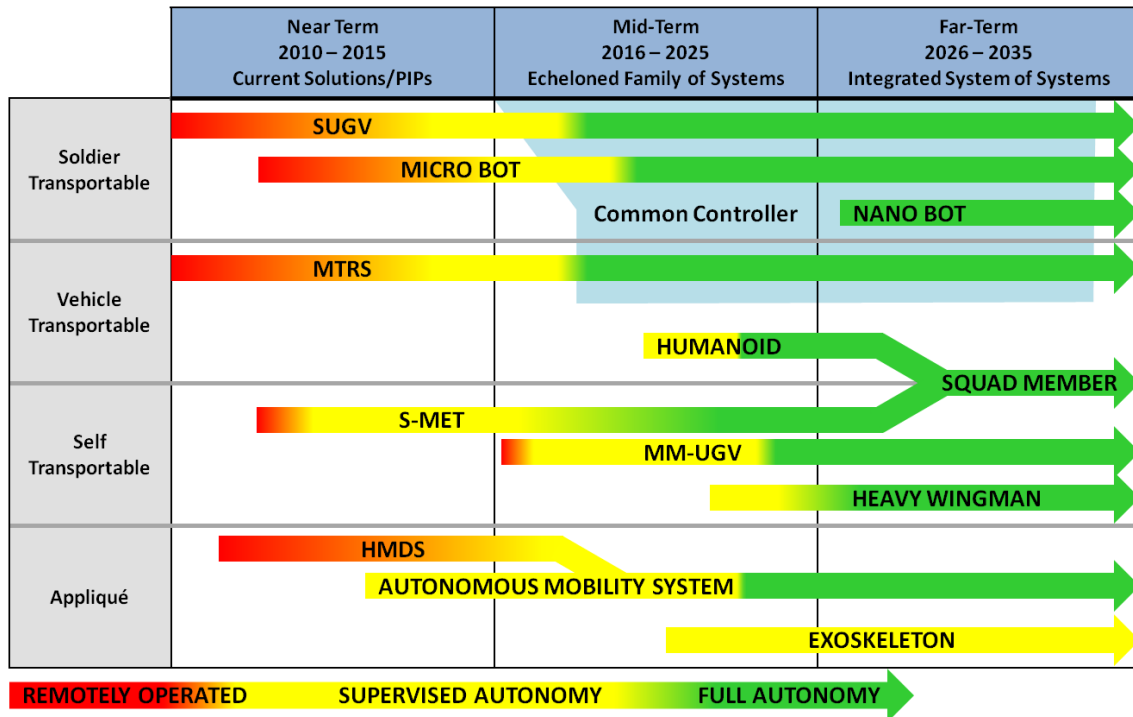 Near Term
2010 – 2015
Current Solutions/PIPs
Mid-Term
2016 – 2025
Echeloned Family of Systems
Far-Term
2026 – 2035
Integrated System of Systems
Soldier
Transportable
SUGV
MICRO BOT
Common Controller
NANO BOT
Vehicle
Transportable
MTRS
HUMANOID
SQUAD MEMBER
Self
Transportable
S-MET
MM-UGV
HEAVY WINGMAN
Appliqué
HMDS
AUTONOMOUS MOBILITY SYSTEM
EXOSKELETON
REMOTELY OPERATED SUPERVISED AUTONOMY FULL AUTONOMY